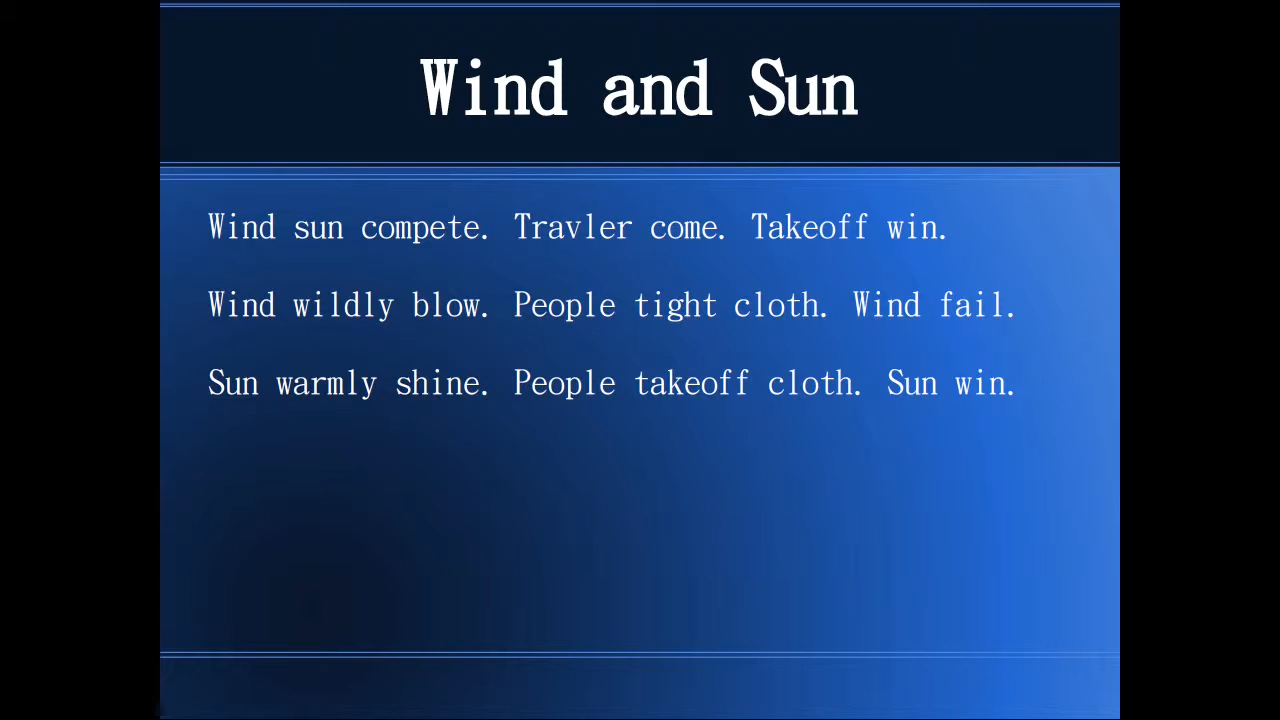 Wind and Sun
Wind sun compete. Travler come. Takeoff win.
Wind wildly blow. People tight cloth. Wind fail.
Sun warmly shine. People takeoff cloth. Sun win.